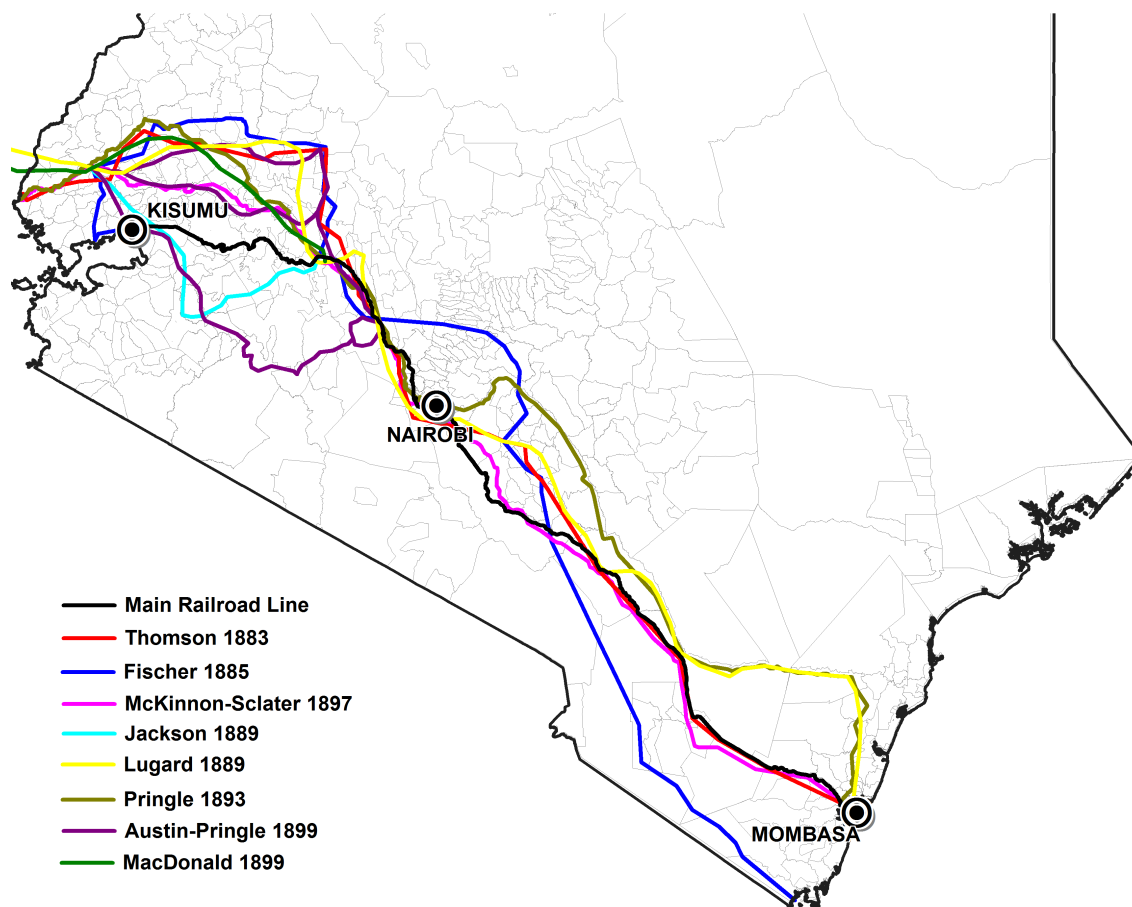 KISUMU
NAIROBI
Main Railroad Line
Thomson 1883
Fischer 1885
McKinnon-Sclater 1897
Jackson 1889
Lugard 1889
Pringle 1893
Austin-Pringle 1899
MacDonald 1899
MOMBASA